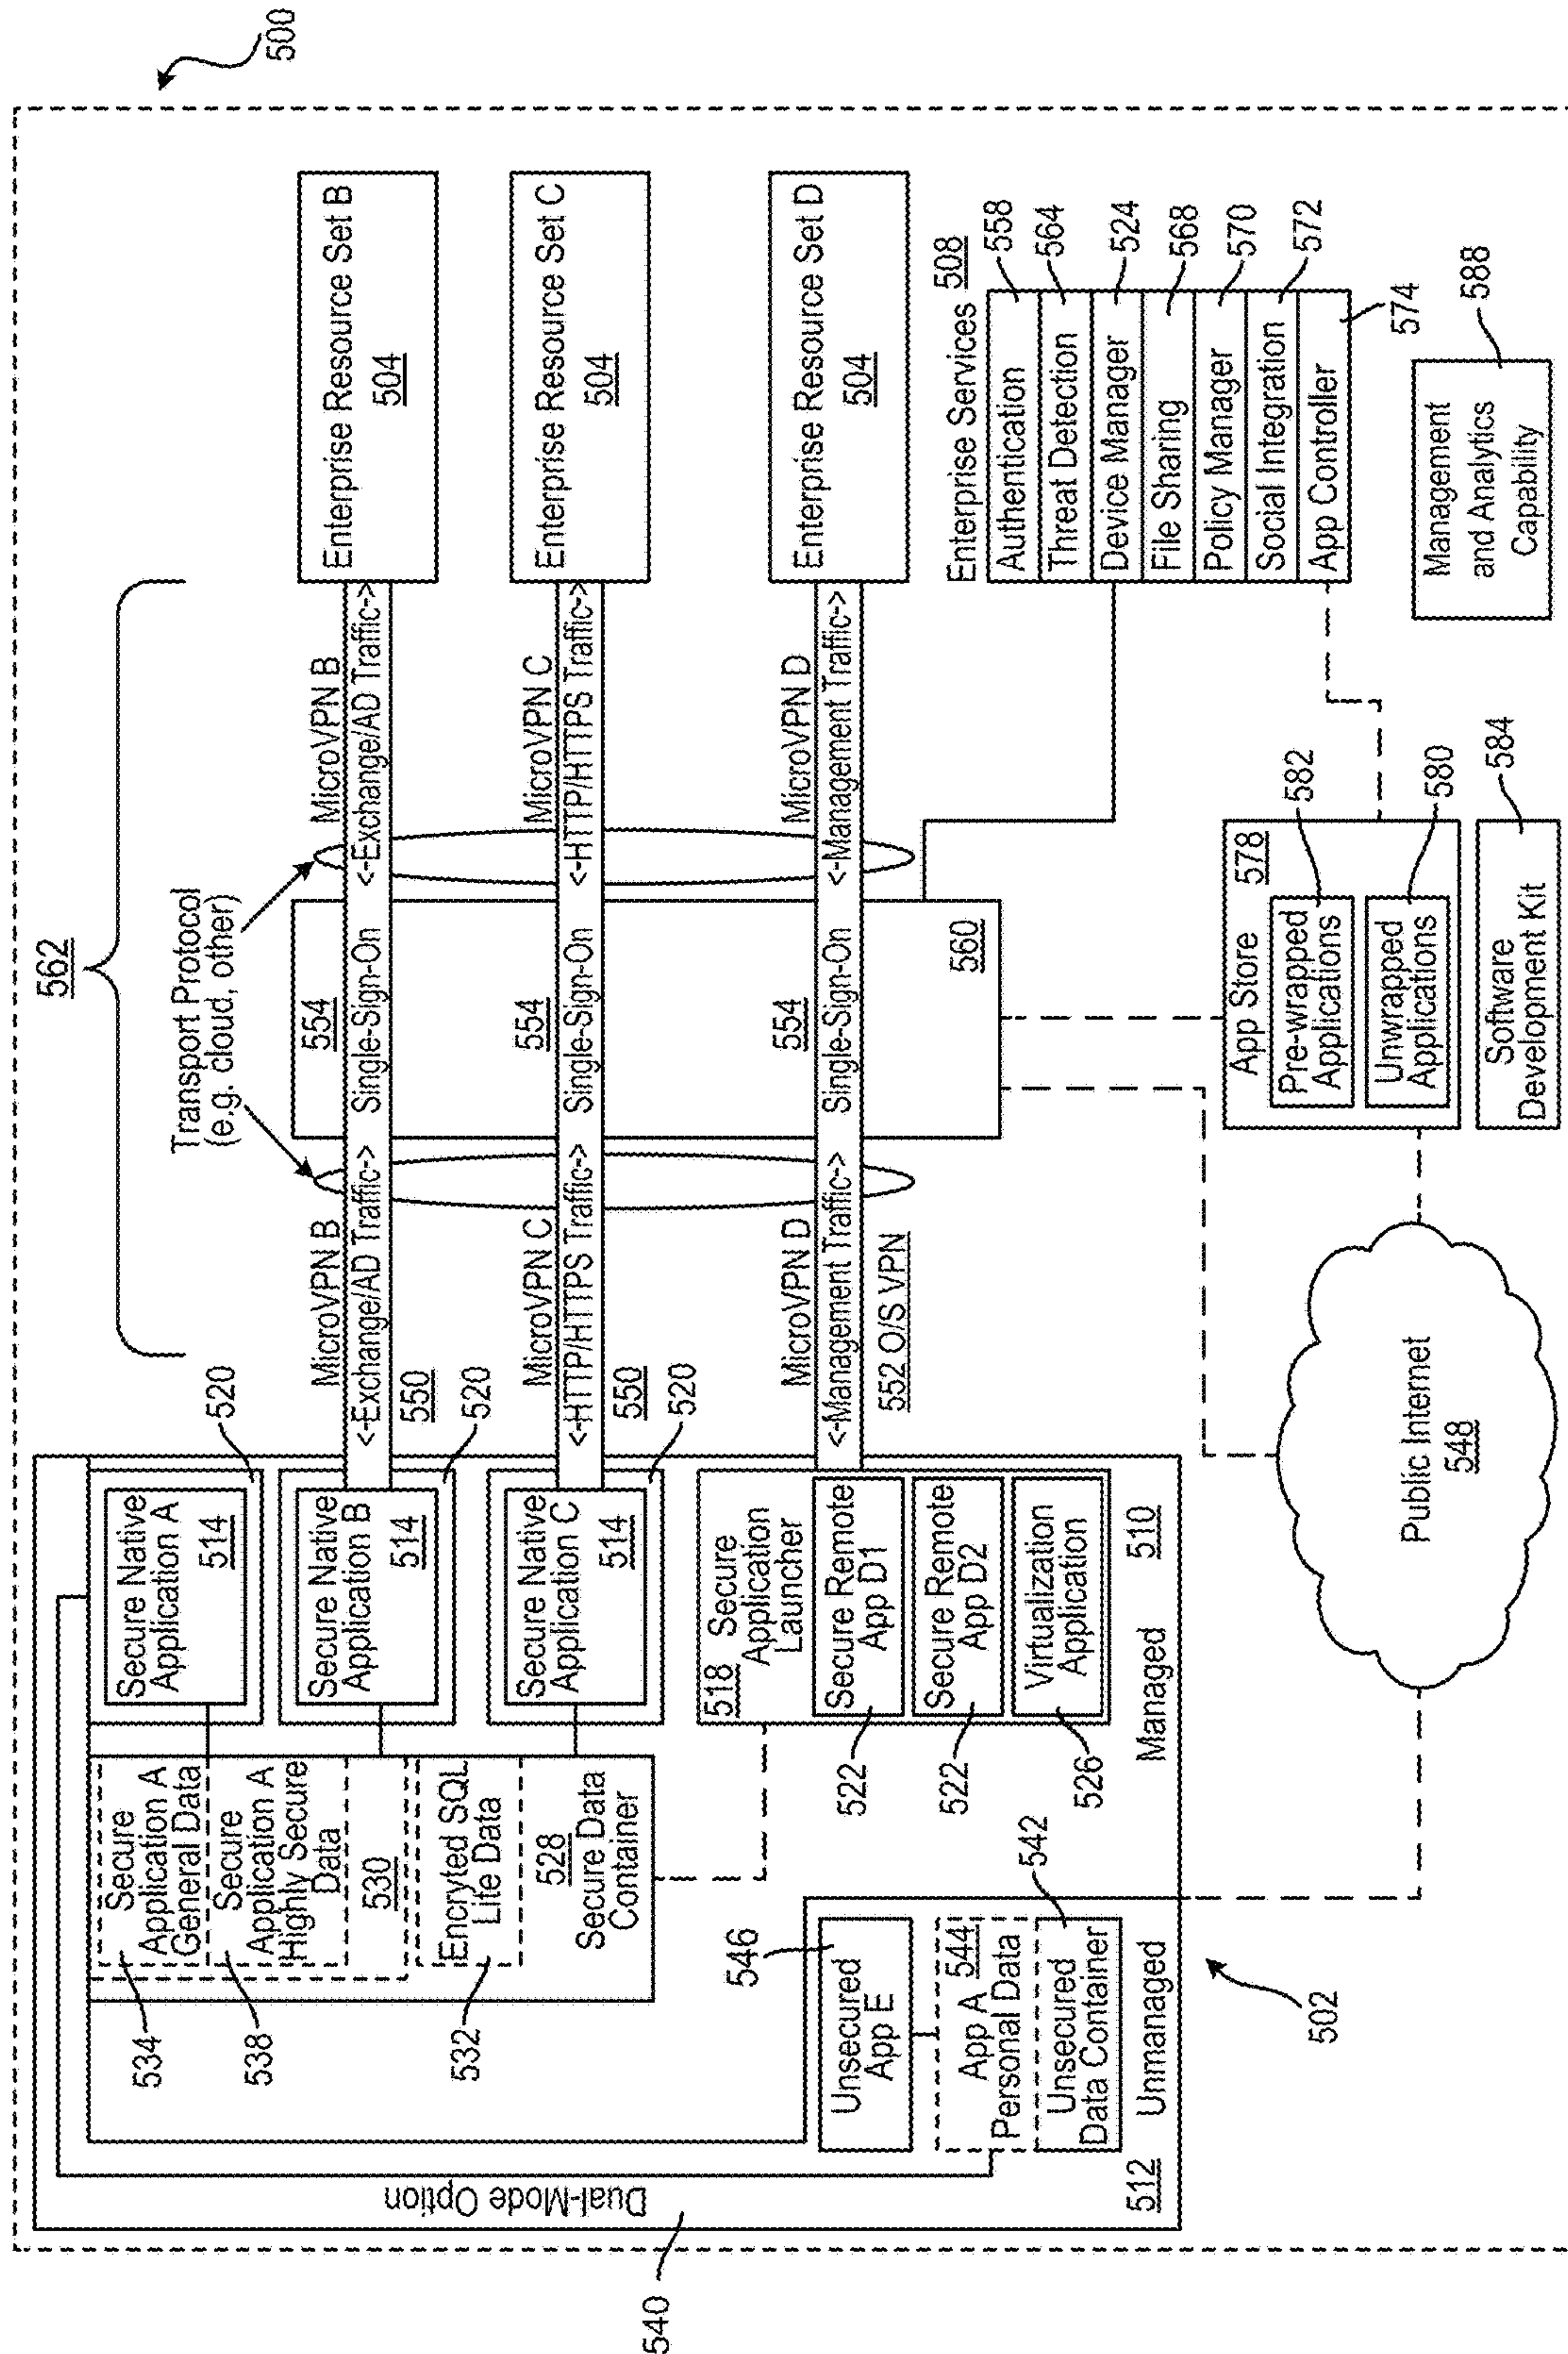 500
562
Transport Protocol
(e.g. cloud, other)
540
Dual-Mode Option
534
538
532
Secure
Application A
General Data
Secure
Application A
Highly Secure
Data
530
Encryted SQL
Lite Data
528
Secure Data
Container
Secure Native
Application A
514
520
Secure Native
Application B
514
520
Secure Native
Application C
514
520
518 Secure
Application
Launcher
Secure Remote
App D1
522
Secure Remote
App D2
522
Virtualization
Application
526
Managed
510
546
Unsecured
App E
App A 544
Personal Data
542
Unsecured
Data Container
512
Unmanaged
502
MicroVPN B
<-Exchange/AD Traffic->
550
554
Single-Sign-On
MicroVPN B
<-Exchange/AD Traffic->
Enterprise Resource Set B
504
MicroVPN C
<-HTTP/HTTPS Traffic->
550
554
Single-Sign-On
MicroVPN C
<-HTTP/HTTPS Traffic->
Enterprise Resource Set C
504
MicroVPN D
<-Management Traffic->
552 O/S VPN
554
Single-Sign-On
MicroVPN D
<-Management Traffic->
Enterprise Resource Set D
504
560
Enterprise Services 508
Authentication
558
Threat Detection
564
Device Manager
524
File Sharing
568
Policy Manager
570
Social Integration
572
App Controller
574
Public Internet
548
App Store 578
Pre-wrapped
Applications
582
Unwrapped
Applications
580
Software
Development Kit
584
Management
and Analytics
Capability
588